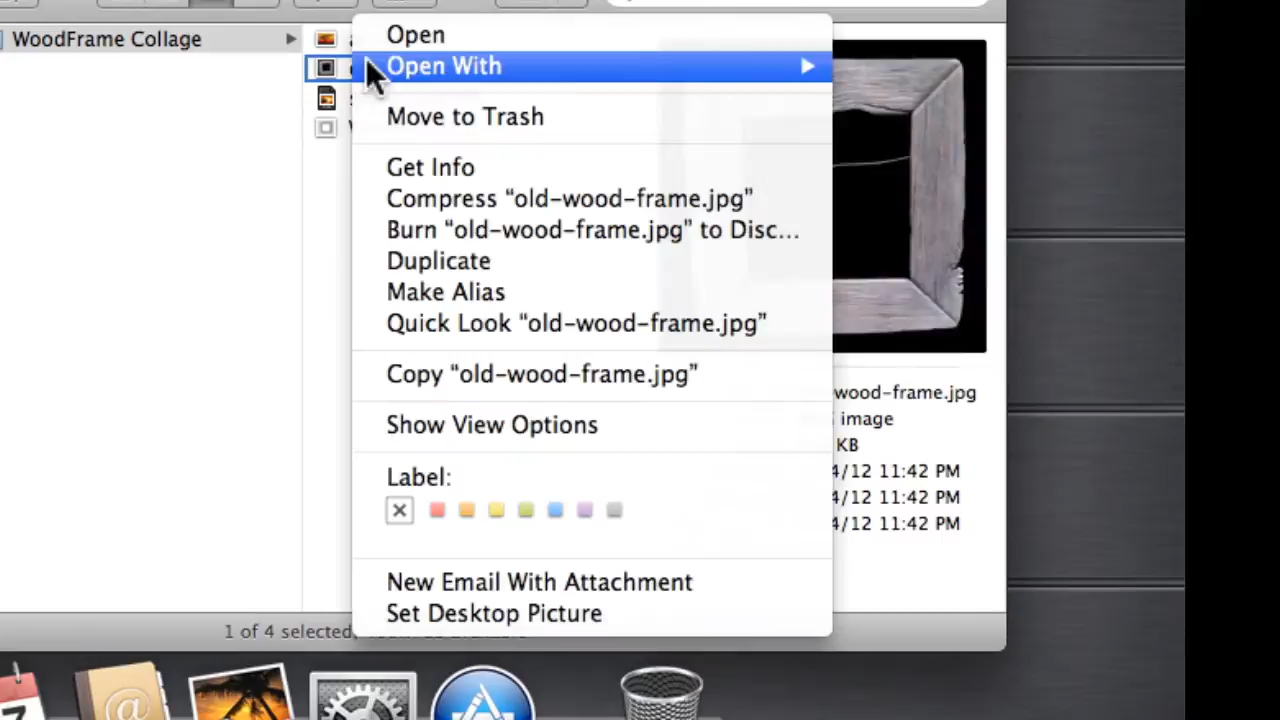 WoodFrame Collage
Open
Open With
Move to Trash
Get Info
Compress “old-wood-frame.jpg”
Burn “old-wood-frame.jpg” to Disc...
Duplicate
Make Alias
Quick Look “old-wood-frame.jpg”
Copy “old-wood-frame.jpg”
Show View Options
Label:
New Email With Attachment
Set Desktop Picture
wood-frame.jpg
image
KB
4/12 11:42 PM
4/12 11:42 PM
4/12 11:42 PM
1 of 4 selected,
7
@